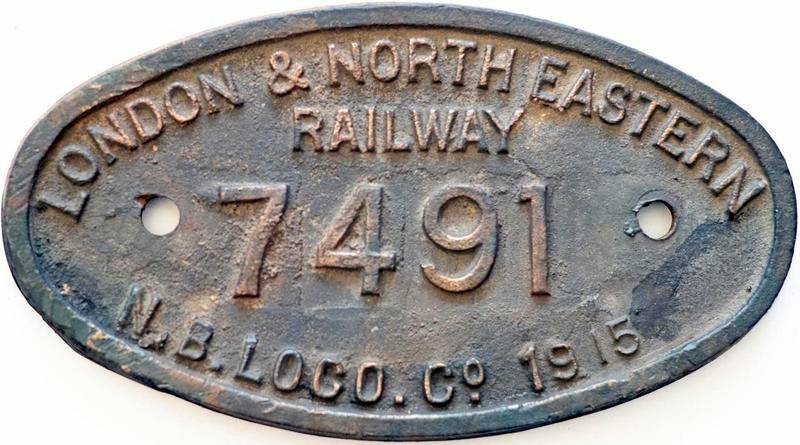 LONDON & NORTH EASTERN
RAILWAY
7491
N.B. LOCO. Co 1915